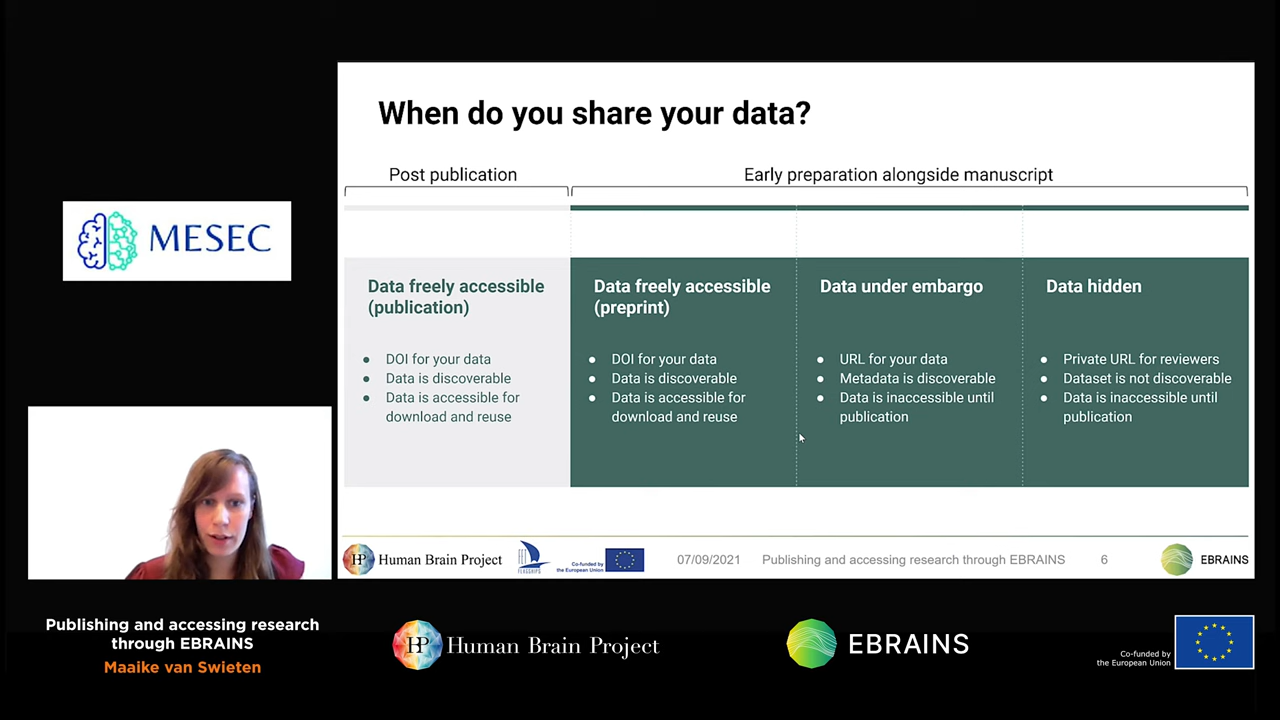 When do you share your data?
Post publication
Early preparation alongside manuscript
MESEC
Data freely accessible
(publication)
● DOI for your data
● Data is discoverable
● Data is accessible for
download and reuse
Data freely accessible
(preprint)
● DOI for your data
● Data is discoverable
● Data is accessible for
download and reuse
Data under embargo
● URL for your data
● Metadata is discoverable
● Data is inaccessible until
publication
Data hidden
● Private URL for reviewers
● Dataset is not discoverable
● Data is inaccessible until
publication
HP Human Brain Project
FET
FLAGSHIPS
Co-funded by
the European Union
07/09/2021
Publishing and accessing research through EBRAINS
6
EBRAINS
Publishing and accessing research
through EBRAINS
Maaike van Swieten
HP Human Brain Project
EBRAINS
Co-funded by
the European Union